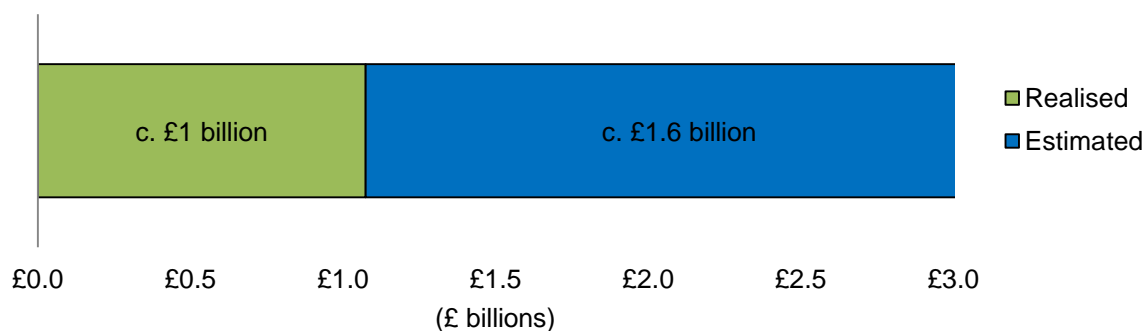 c. £1 billion
c. £1.6 billion
Realised
Estimated
£0.0 £0.5 £1.0 £1.5 £2.0 £2.5 £3.0
(£ billions)